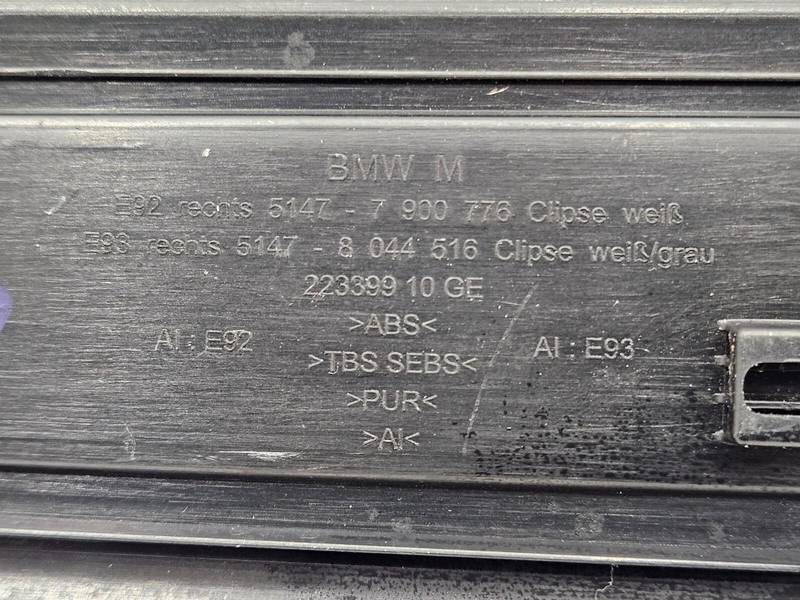 BMW M
E92 rechts 5147 - 7 900 776 Clipse weiß
E93 rechts 5147 - 8 044 516 Clipse weiß/grau
223399 10 GE
>ABS<
AI : E92
>TBS SEBS<
AI : E93
>PUR<
>AI<